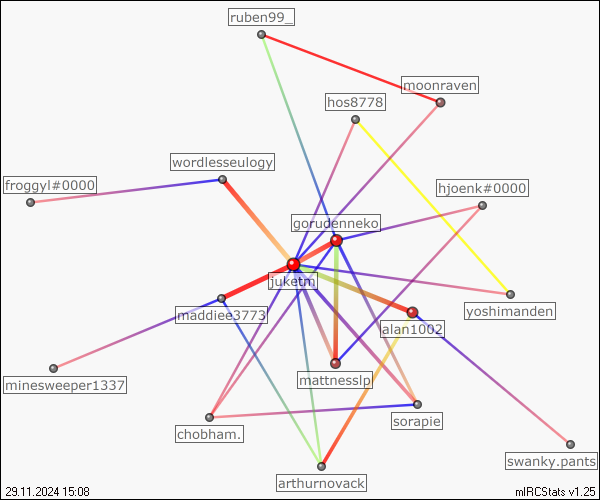 ruben99_
moonraven
hos8778
wordlesseulogy
froggyl#0000
hjoenk#0000
gorudenneko
juketm
yoshimanden
maddiee3773
alan1002
mattnesslp
minesweeper1337
sorapie
chobham.
swanky.pants
arthurnovack
29.11.2024 15:08
mIRCStats v1.25